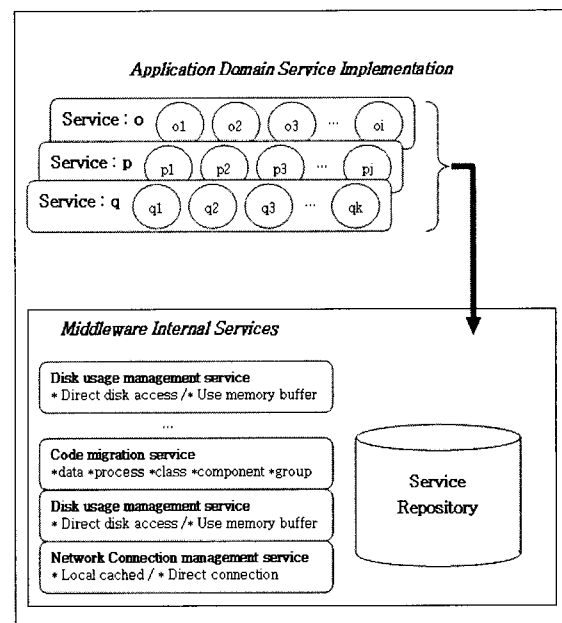 Application Domain Service Implementation
Service : o o1 o2 o3 ... oi
Service : p p1 p2 p3 ... pj
Service : q q1 q2 q3 ... qk
Middleware Internal Services
Disk usage management service
* Direct disk access /* Use memory buffer
...
Code migration service
*data *process *class *component *group
Disk usage management service
* Direct disk access /* Use memory buffer
Network Connection management service
* Local cached / * Direct connection
Service
Repository